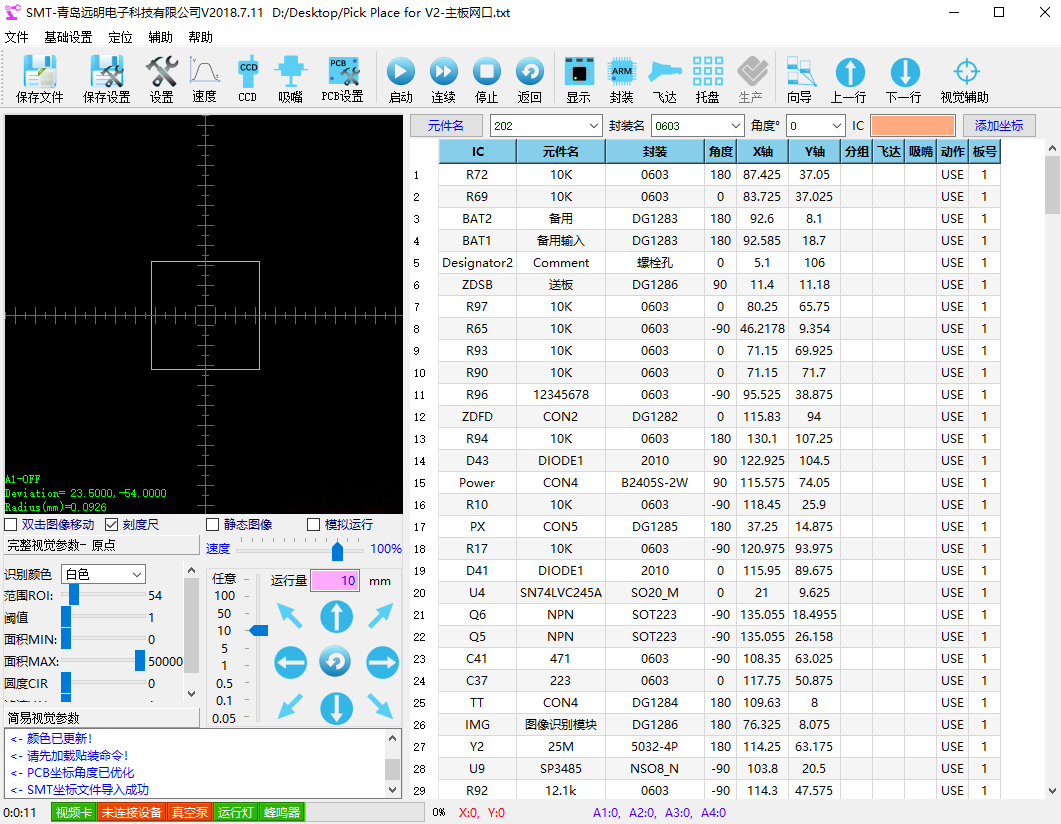 SMT-青岛远明电子科技有限公司V2018.7.11 D:/Desktop/Pick Place for V2-主板网口.txt
文件 基础设置 定位 辅助 帮助
CCD PCB ARM
保存文件 保存设置 设置 速度 CCD 吸嘴 PCB设置 启动 连续 停止 返回 显示 封装 飞达 托盘 生产 向导 上一行 下一行 视觉辅助
元件名 202 封装名 0603 角度° 0 IC 添加坐标
IC 元件名 封装 角度 X轴 Y轴 分组 飞达 吸嘴 动作 板号
1 R72 10K 0603 180 87.425 37.05 USE 1
2 R69 10K 0603 0 83.725 37.025 USE 1
3 BAT2 备用 DG1283 180 92.6 8.1 USE 1
4 BAT1 备用输入 DG1283 180 92.585 18.7 USE 1
5 Designator2 Comment 螺栓孔 0 5.1 106 USE 1
6 ZDSB 送板 DG1286 90 11.4 11.18 USE 1
7 R97 10K 0603 0 80.25 65.75 USE 1
8 R65 10K 0603 -90 46.2178 9.354 USE 1
9 R93 10K 0603 0 71.15 69.925 USE 1
10 R90 10K 0603 0 71.15 71.7 USE 1
11 R96 12345678 0603 -90 95.525 38.875 USE 1
12 ZDFD CON2 DG1282 0 115.83 94 USE 1
13 R94 10K 0603 180 130.1 107.25 USE 1
14 D43 DIODE1 2010 90 122.925 104.5 USE 1
15 Power CON4 B2405S-2W 90 115.575 74.05 USE 1
16 R10 10K 0603 -90 118.45 25.9 USE 1
17 PX CON5 DG1285 180 37.25 14.875 USE 1
18 R17 10K 0603 -90 120.975 93.975 USE 1
19 D41 DIODE1 2010 0 115.95 89.675 USE 1
20 U4 SN74LVC245A SO20_M 0 21 9.625 USE 1
21 Q6 NPN SOT223 -90 135.055 18.4955 USE 1
22 Q5 NPN SOT223 -90 135.055 26.158 USE 1
23 C41 471 0603 -90 108.35 63.025 USE 1
24 C37 223 0603 0 117.75 50.875 USE 1
25 TT CON4 DG1284 180 109.63 8 USE 1
26 IMG 图像识别模块 DG1286 180 76.325 8.075 USE 1
27 Y2 25M 5032-4P 180 114.25 63.175 USE 1
28 U9 SP3485 NSO8_N -90 103.8 20.5 USE 1
29 R92 12.1k 0603 -90 114.3 47.575 USE 1
A1-OFF
Deviation= 23.5000,-54.0000
Radius(mm)=0.0926
双击图像移动 刻度尺 静态图像 模拟运行
完整视觉参数- 原点
速度 100%
识别颜色 白色
范围ROI: 54
阈值 1
面积MIN: 0
面积MAX: 50000
圆度CIR 0
简易视觉参数
任意 运行量 10 mm
100
50
10
5
1
0.5
0.1
0.05
<- 颜色已更新!
<- 请先加载贴装命令!
<- PCB坐标角度已优化
<- SMT坐标文件导入成功
0:0:11 视频卡 未连接设备 真空泵 运行灯 蜂鸣器 0% X:0, Y:0 A1:0, A2:0, A3:0, A4:0